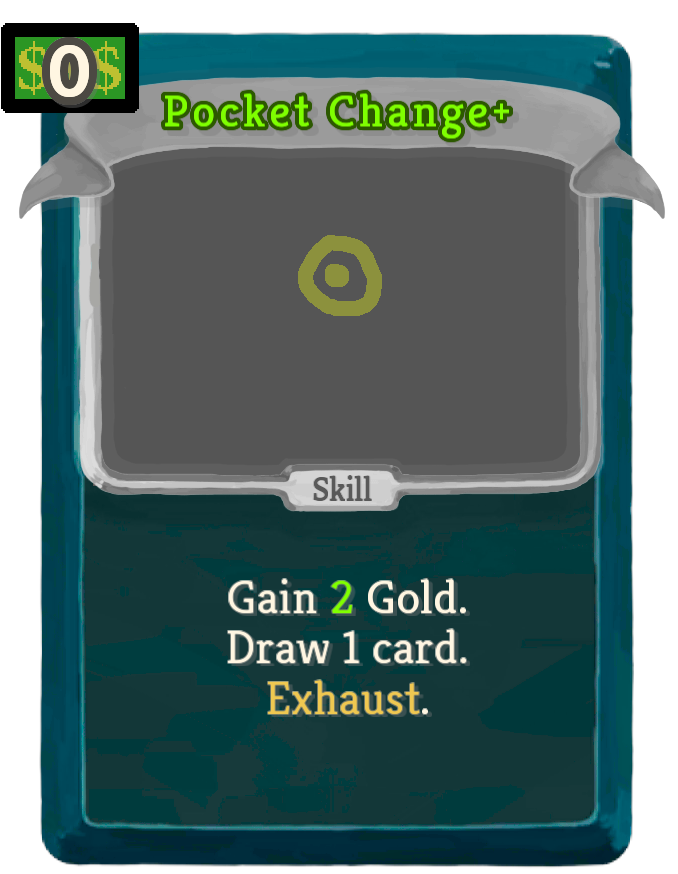 $0$
Pocket Change+
Skill
Gain 2 Gold.
Draw 1 card.
Exhaust.